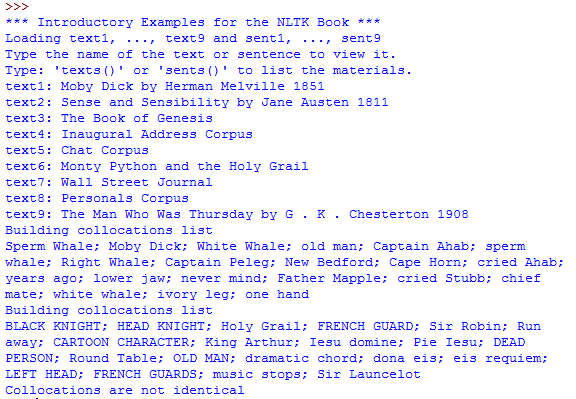 >>>
*** Introductory Examples for the NLTK Book ***
Loading text1, ..., text9 and sent1, ..., sent9
Type the name of the text or sentence to view it.
Type: 'texts()' or 'sents()' to list the materials.
text1: Moby Dick by Herman Melville 1851
text2: Sense and Sensibility by Jane Austen 1811
text3: The Book of Genesis
text4: Inaugural Address Corpus
text5: Chat Corpus
text6: Monty Python and the Holy Grail
text7: Wall Street Journal
text8: Personals Corpus
text9: The Man Who Was Thursday by G . K . Chesterton 1908
Building collocations list
Sperm Whale; Moby Dick; White Whale; old man; Captain Ahab; sperm
whale; Right Whale; Captain Peleg; New Bedford; Cape Horn; cried Ahab;
years ago; lower jaw; never mind; Father Mapple; cried Stubb; chief
mate; white whale; ivory leg; one hand
Building collocations list
BLACK KNIGHT; HEAD KNIGHT; Holy Grail; FRENCH GUARD; Sir Robin; Run
away; CARTOON CHARACTER; King Arthur; Iesu domine; Pie Iesu; DEAD
PERSON; Round Table; OLD MAN; dramatic chord; dona eis; eis requiem;
LEFT HEAD; FRENCH GUARDS; music stops; Sir Launcelot
Collocations are not identical